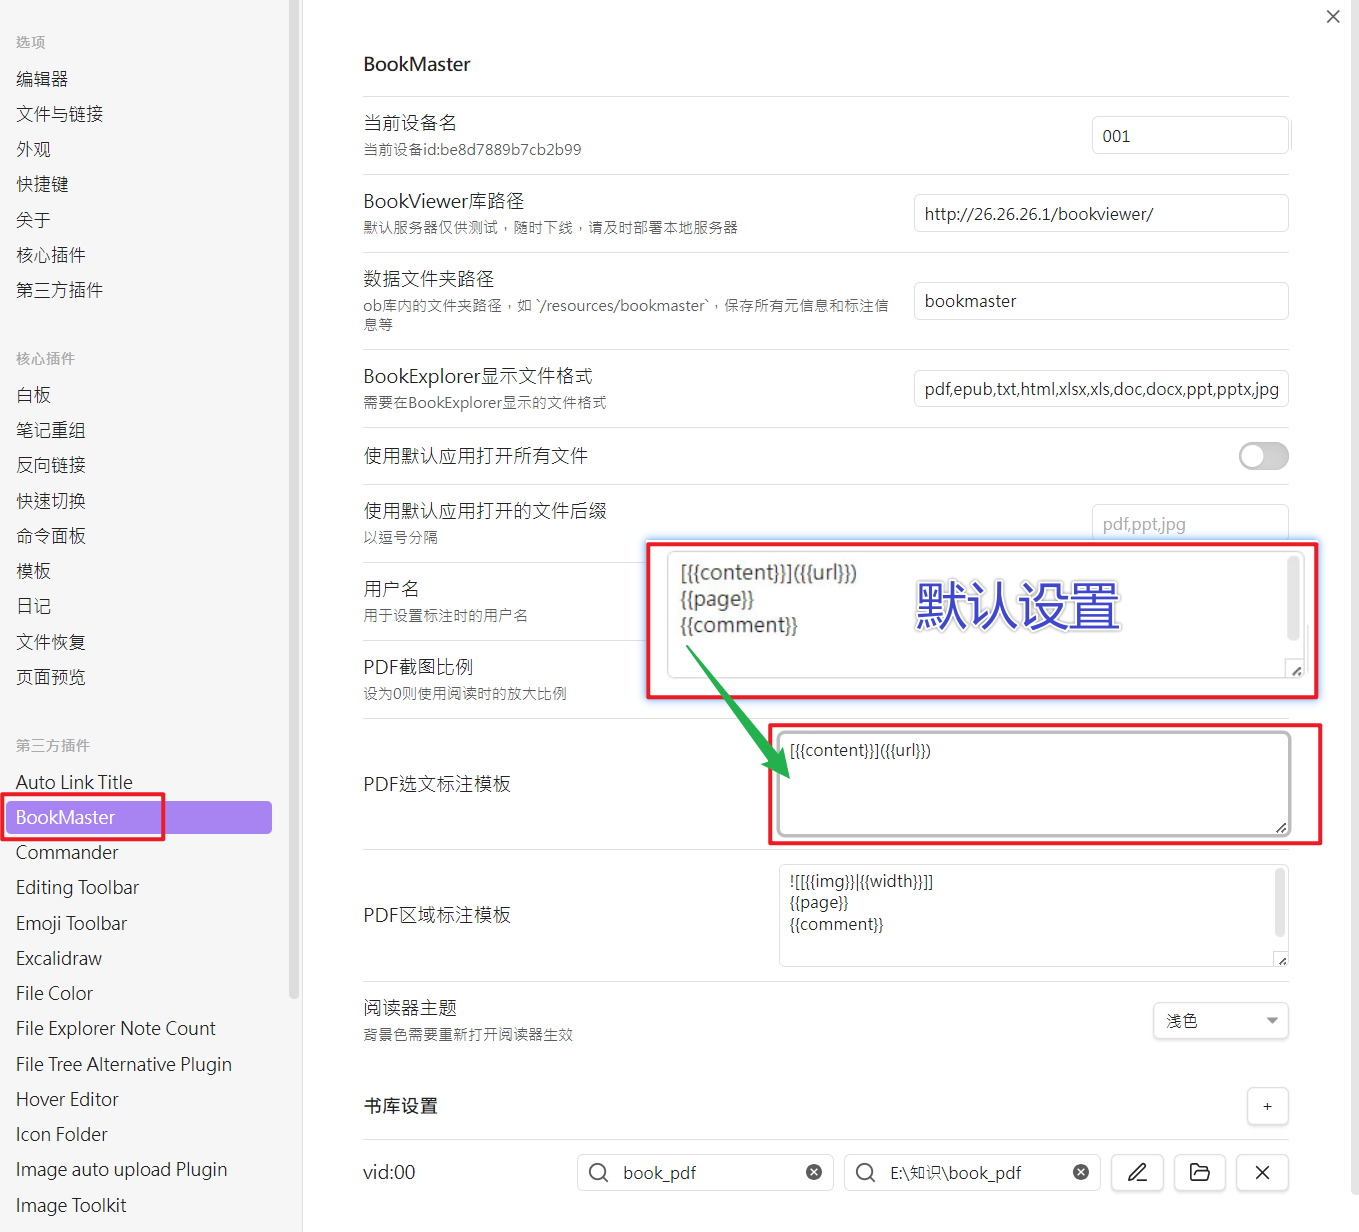 选项
编辑器
文件与链接
外观
快捷键
关于
核心插件
第三方插件
核心插件
白板
笔记重组
反向链接
快速切换
命令面板
模板
日记
文件恢复
页面预览
第三方插件
Auto Link Title
BookMaster
Commander
Editing Toolbar
Emoji Toolbar
Excalidraw
File Color
File Explorer Note Count
File Tree Alternative Plugin
Hover Editor
Icon Folder
Image auto upload Plugin
Image Toolkit
BookMaster
当前设备名
当前设备id:be8d7889b7cb2b99
001
BookViewer库路径
默认服务器仅供测试，随时下线，请及时部署本地服务器
http://26.26.26.1/bookviewer/
数据文件夹路径
ob库内的文件夹路径，如 `/resources/bookmaster`，保存所有元信息和标注信
息等
bookmaster
BookExplorer显示文件格式
需要在BookExplorer显示的文件格式
pdf,epub,txt,html,xlsx,xls,doc,docx,ppt,pptx,jpg
使用默认应用打开所有文件
使用默认应用打开的文件后缀
以逗号分隔
pdf,ppt,jpg
用户名
用于设置标注时的用户名
[{{content}}]({{url}})
{{page}}
{{comment}}
默认设置
PDF截图比例
设为0则使用阅读时的放大比例
PDF选文标注模板
[{{content}}]({{url}})
PDF区域标注模板
![[{{img}}|{{width}}]]
{{page}}
{{comment}}
阅读器主题
背景色需要重新打开阅读器生效
浅色
书库设置
+
vid:00
book_pdf
E:\知识\book_pdf